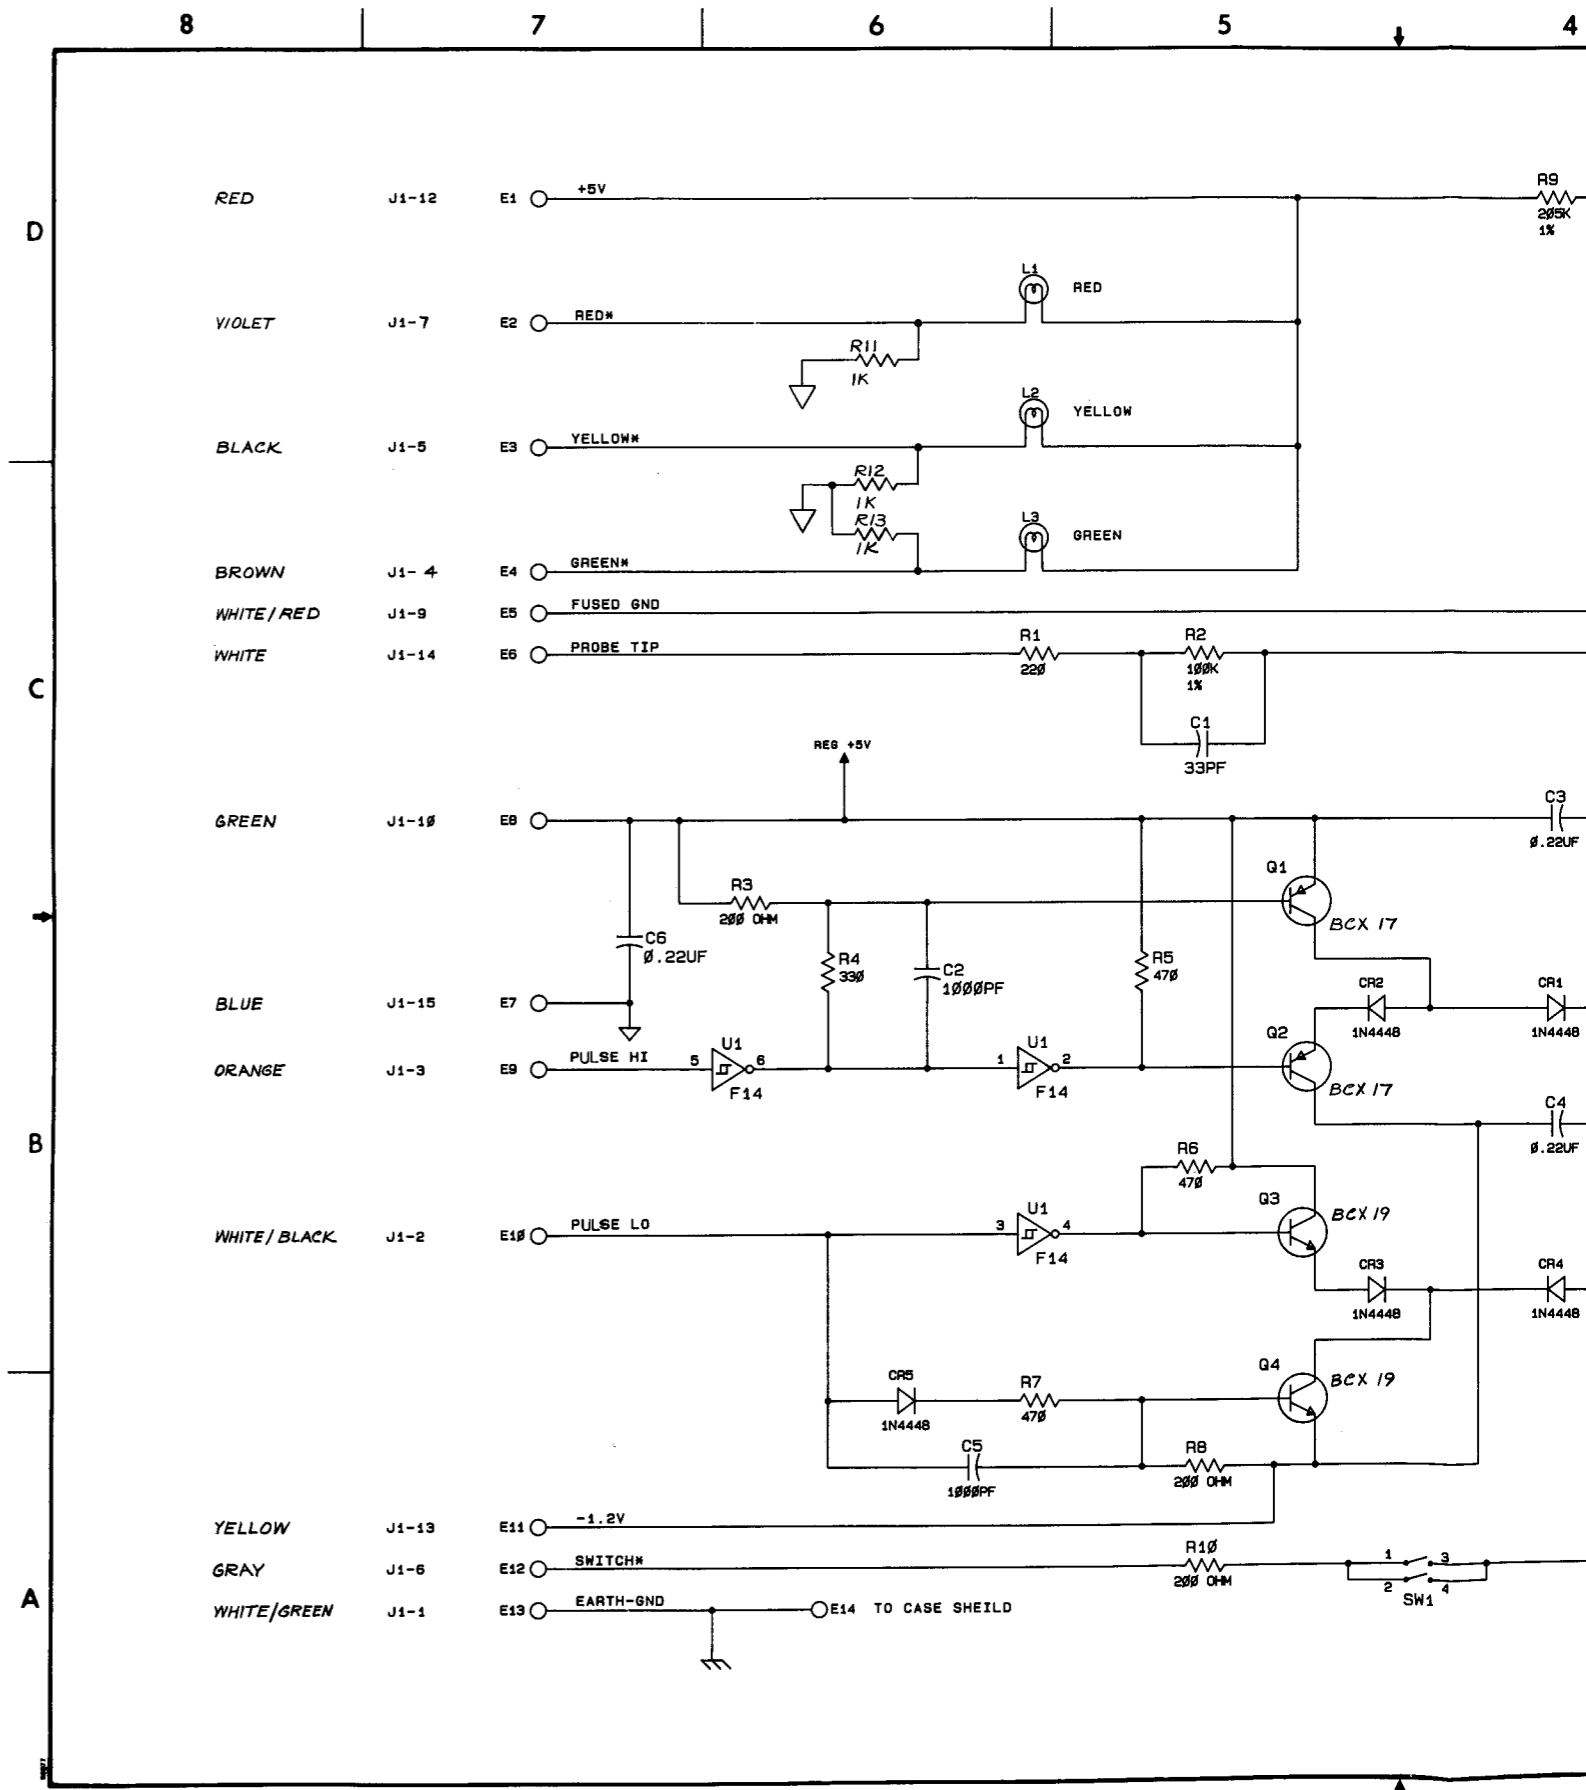 8 7 6 5 4
D
C
B
A
RED J1-12 E1 +5V
R9
205K
1%
L1
RED
VIOLET J1-7 E2 RED*
R11
1K
L2
YELLOW
BLACK J1-5 E3 YELLOW*
R12
1K
R13
1K
L3
GREEN
BROWN J1-4 E4 GREEN*
WHITE/RED J1-9 E5 FUSED GND
WHITE J1-14 E6 PROBE TIP
R1
220
R2
100K
1%
C1
33PF
REG +5V
GREEN J1-10 E8
C3
0.22UF
Q1
BCX 17
R3
200 OHM
C6
0.22UF
R4
330
C2
1000PF
R5
470
CR2
1N4448
CR1
1N4448
BLUE J1-15 E7
ORANGE J1-3 E9 PULSE HI
5 U1 6
F14
1 U1 2
F14
Q2
BCX 17
C4
0.22UF
R6
470
Q3
BCX 19
WHITE/BLACK J1-2 E10 PULSE LO
3 U1 4
F14
CR3
1N4448
CR4
1N4448
Q4
BCX 19
CR5
1N4448
R7
470
C5
1000PF
R8
200 OHM
YELLOW J1-13 E11 -1.2V
GRAY J1-6 E12 SWITCH*
R10
200 OHM
1 3
2 4
SW1
WHITE/GREEN J1-1 E13 EARTH-GND
E14 TO CASE SHEILD